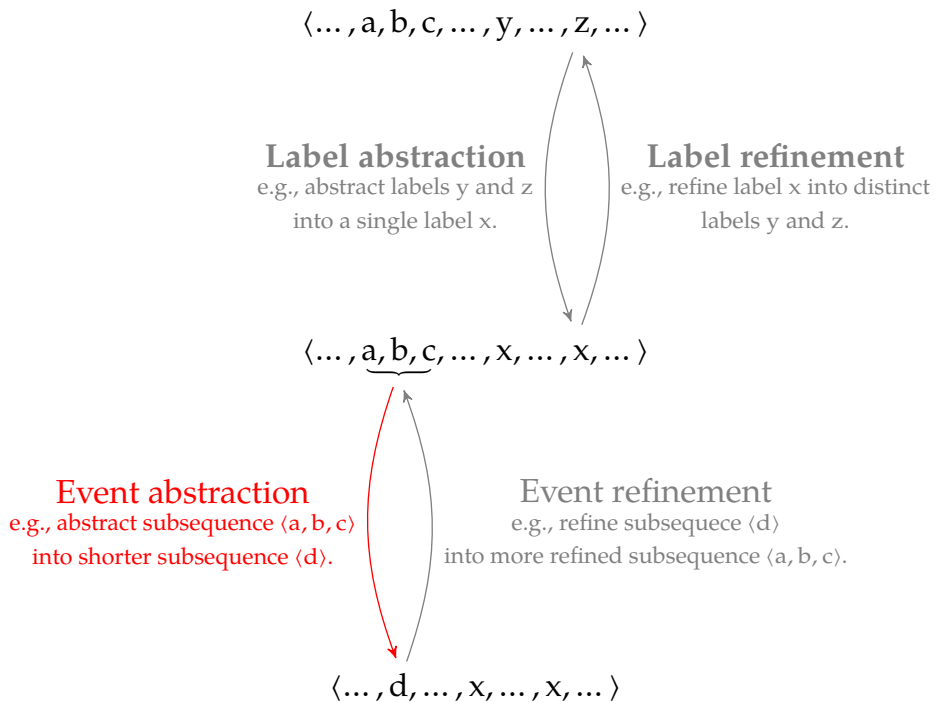 ⟨… , a, b, c, … , y, … , z, … ⟩
Label abstraction
e.g., abstract labels y and z
into a single label x.
Label refinement
e.g., refine label x into distinct
labels y and z.
⟨… , a, b, c, … , x, … , x, … ⟩
Event abstraction
e.g., abstract subsequence ⟨a, b, c⟩
into shorter subsequence ⟨d⟩.
Event refinement
e.g., refine subsequece ⟨d⟩
into more refined subsequence ⟨a, b, c⟩.
⟨… , d, … , x, … , x, … ⟩